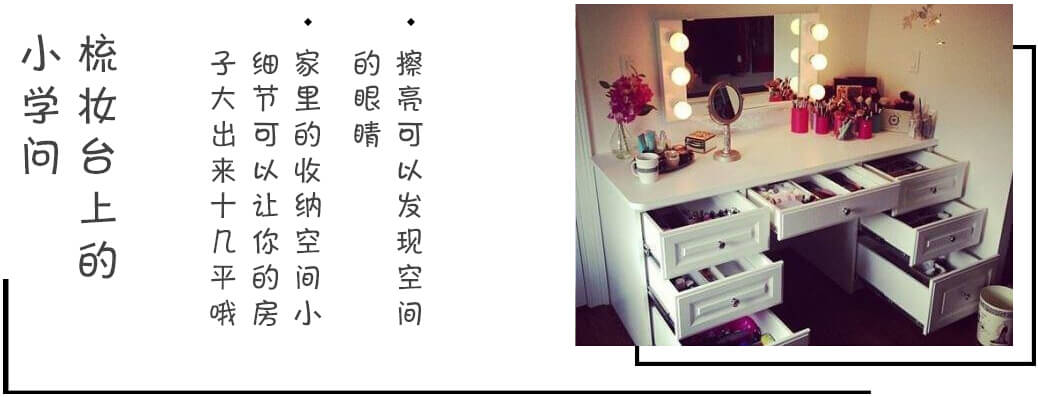 擦亮可以发现空间
的眼睛
家里的收纳空间小
细节可以让你的房
子大出来十几平哦
梳妆台上的
小学问